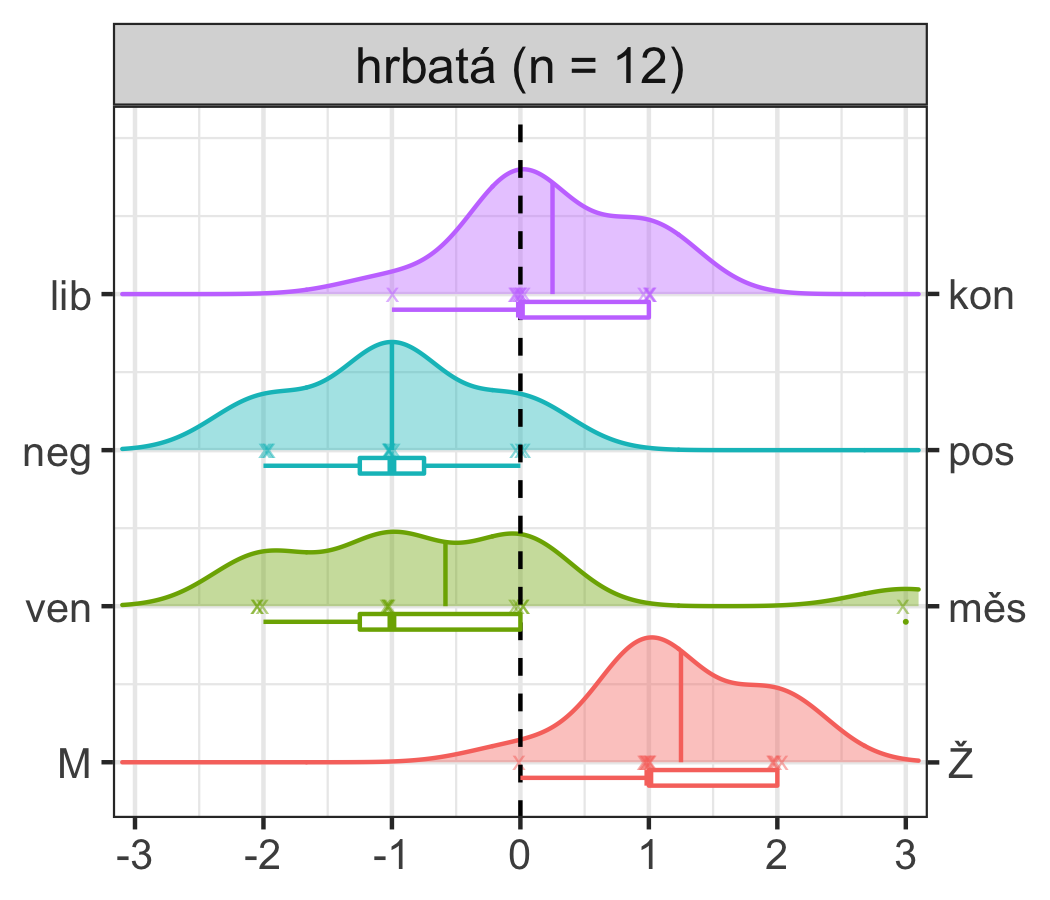 hrbatá (n = 12)
lib kon
neg pos
ven měs
M Ž
-3 -2 -1 0 1 2 3